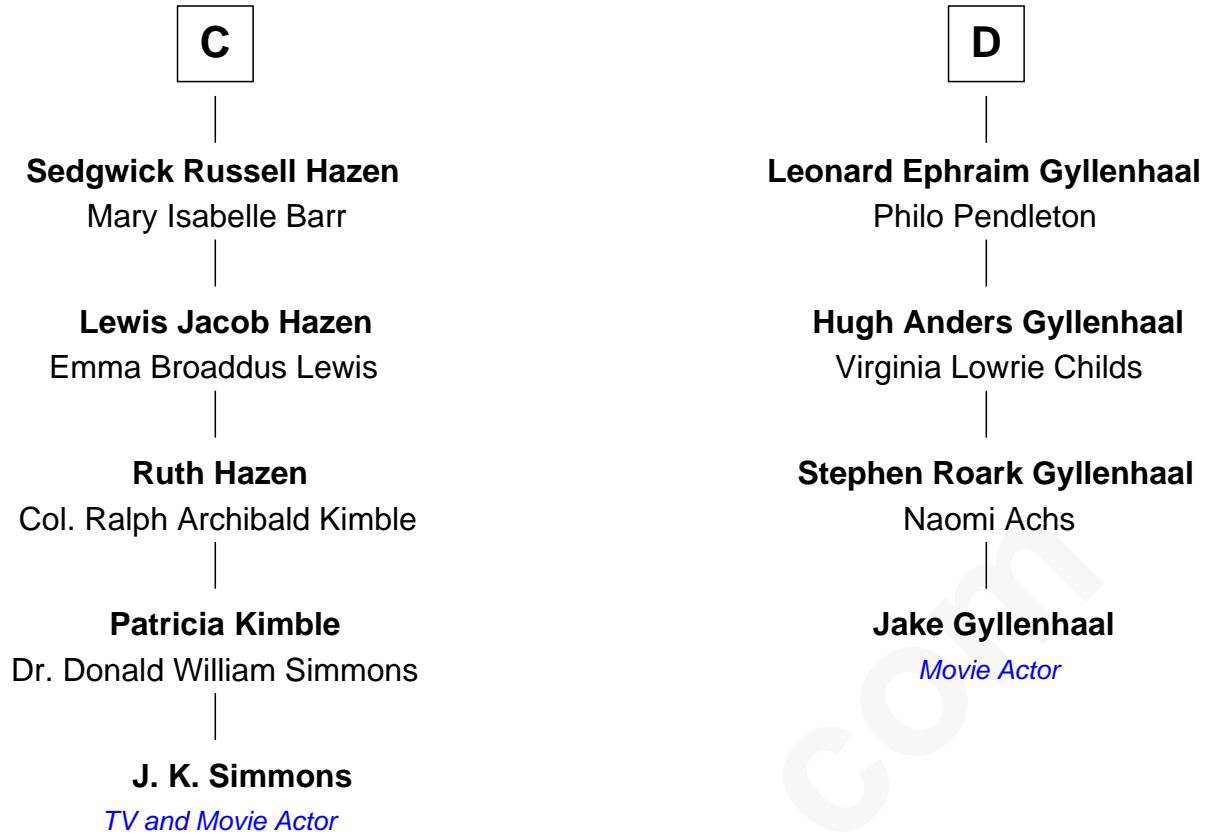 C
Sedgwick Russell Hazen
Mary Isabelle Barr
Lewis Jacob Hazen
Emma Broaddus Lewis
Ruth Hazen
Col. Ralph Archibald Kimble
Patricia Kimble
Dr. Donald William Simmons
J. K. Simmons
TV and Movie Actor
D
Leonard Ephraim Gyllenhaal
Philo Pendleton
Hugh Anders Gyllenhaal
Virginia Lowrie Childs
Stephen Roark Gyllenhaal
Naomi Achs
Jake Gyllenhaal
Movie Actor
com